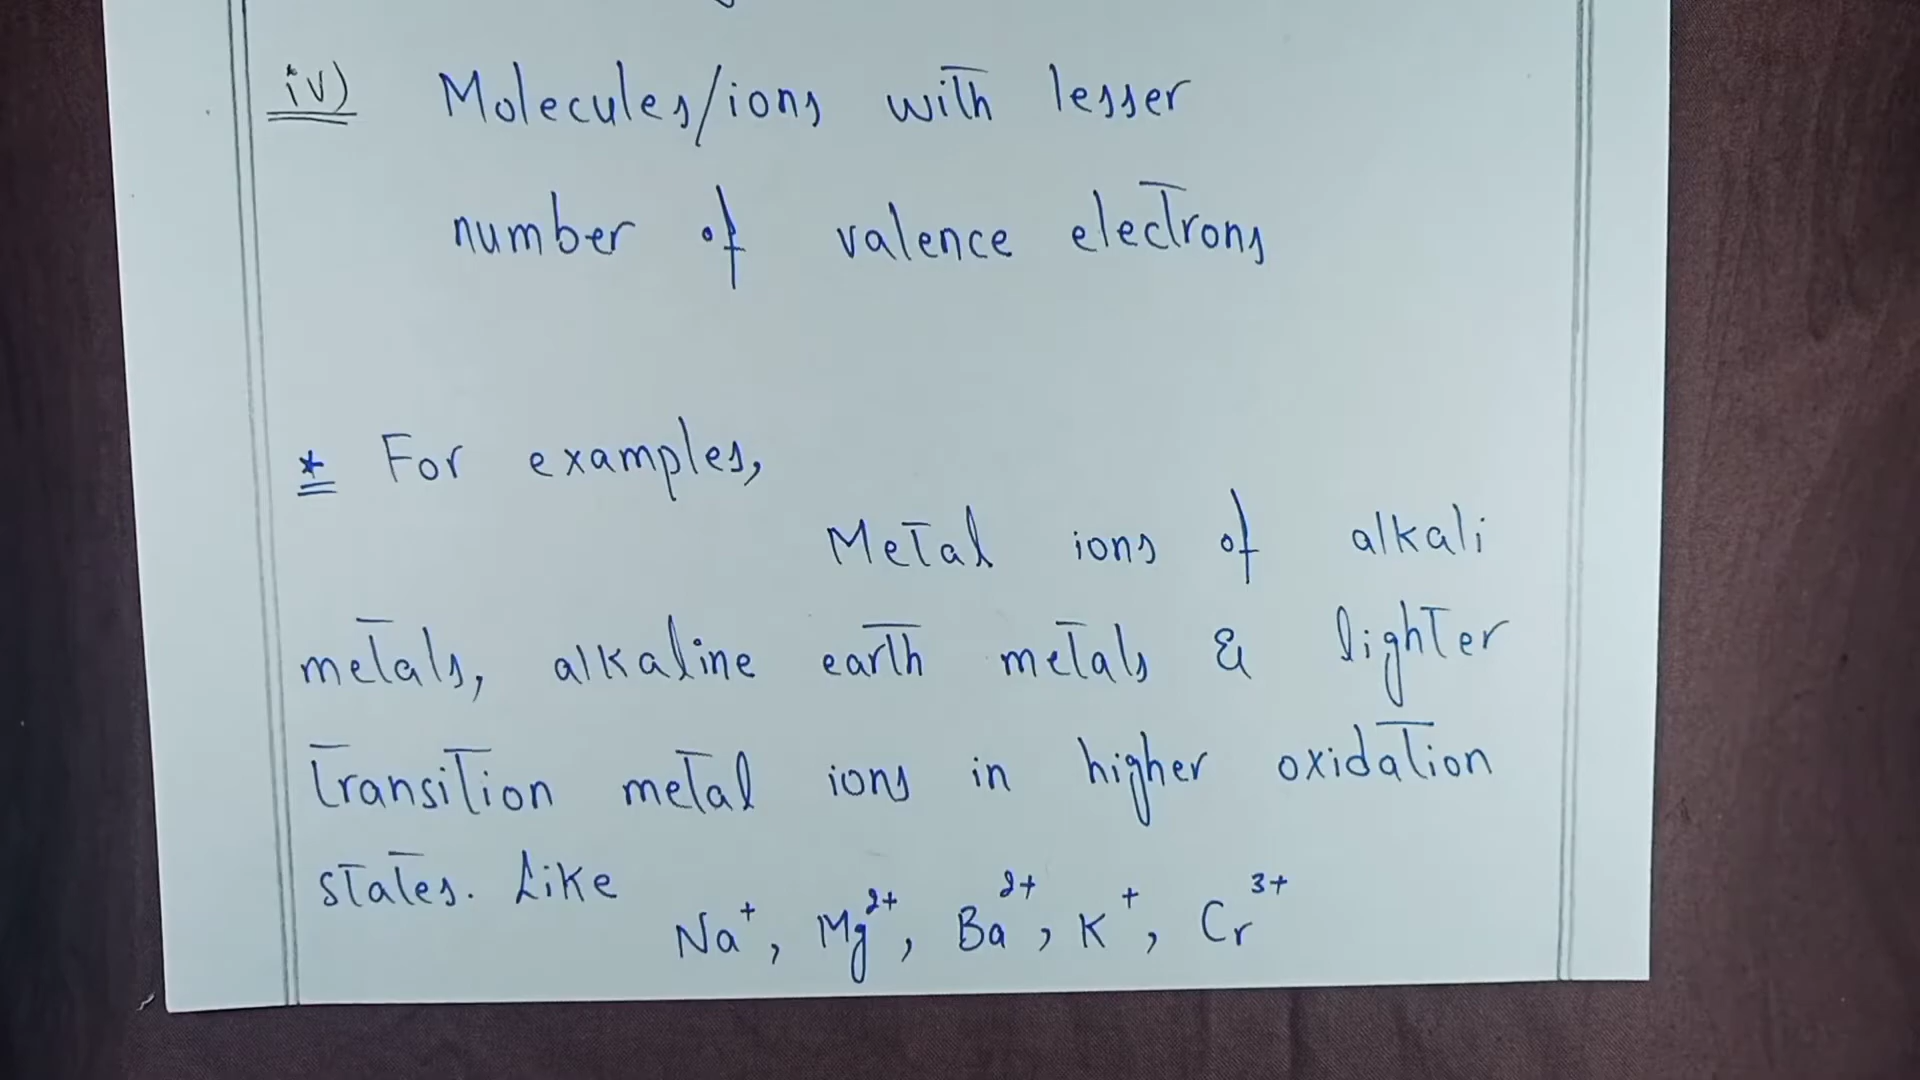 iv) Molecules/ions with lesser
number of valence electrons
* For examples,
Metal ions of alkali
metals, alkaline earth metals & lighter
transition metal ions in higher oxidation
states. Like
Na⁺, Mg²⁺, Ba²⁺, K⁺, Cr³⁺